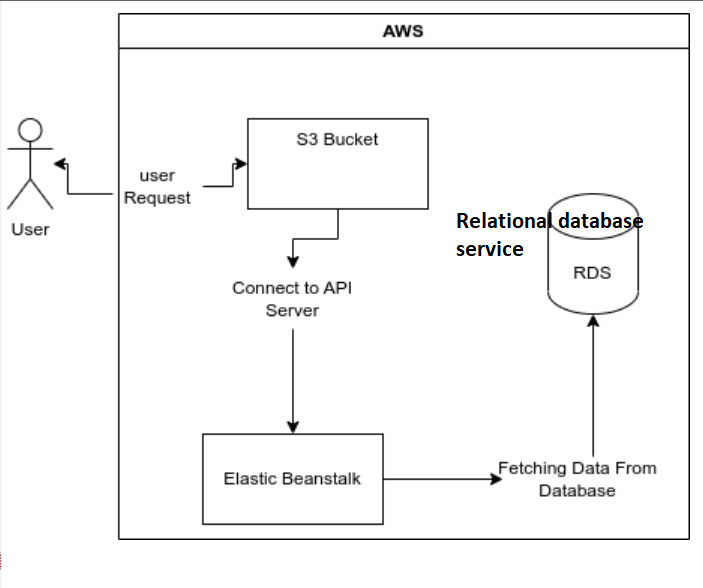 AWS
S3 Bucket
user
Request
User
Relational database
service
RDS
Connect to API
Server
Elastic Beanstalk
Fetching Data From
Database